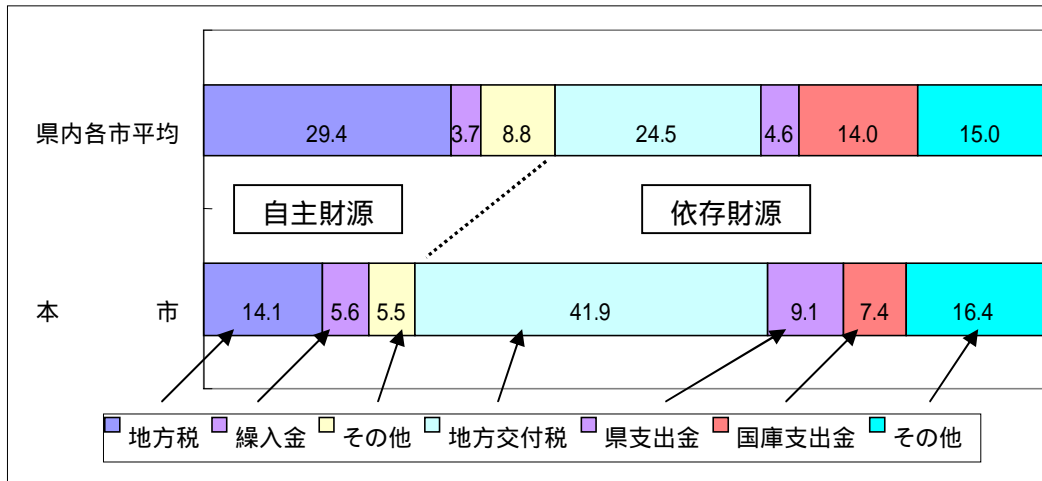 県内各市平均 29.4 3.7 8.8 24.5 4.6 14.0 15.0
自主財源 依存財源
本 市 14.1 5.6 5.5 41.9 9.1 7.4 16.4
地方税 繰入金 その他 地方交付税 県支出金 国庫支出金 その他